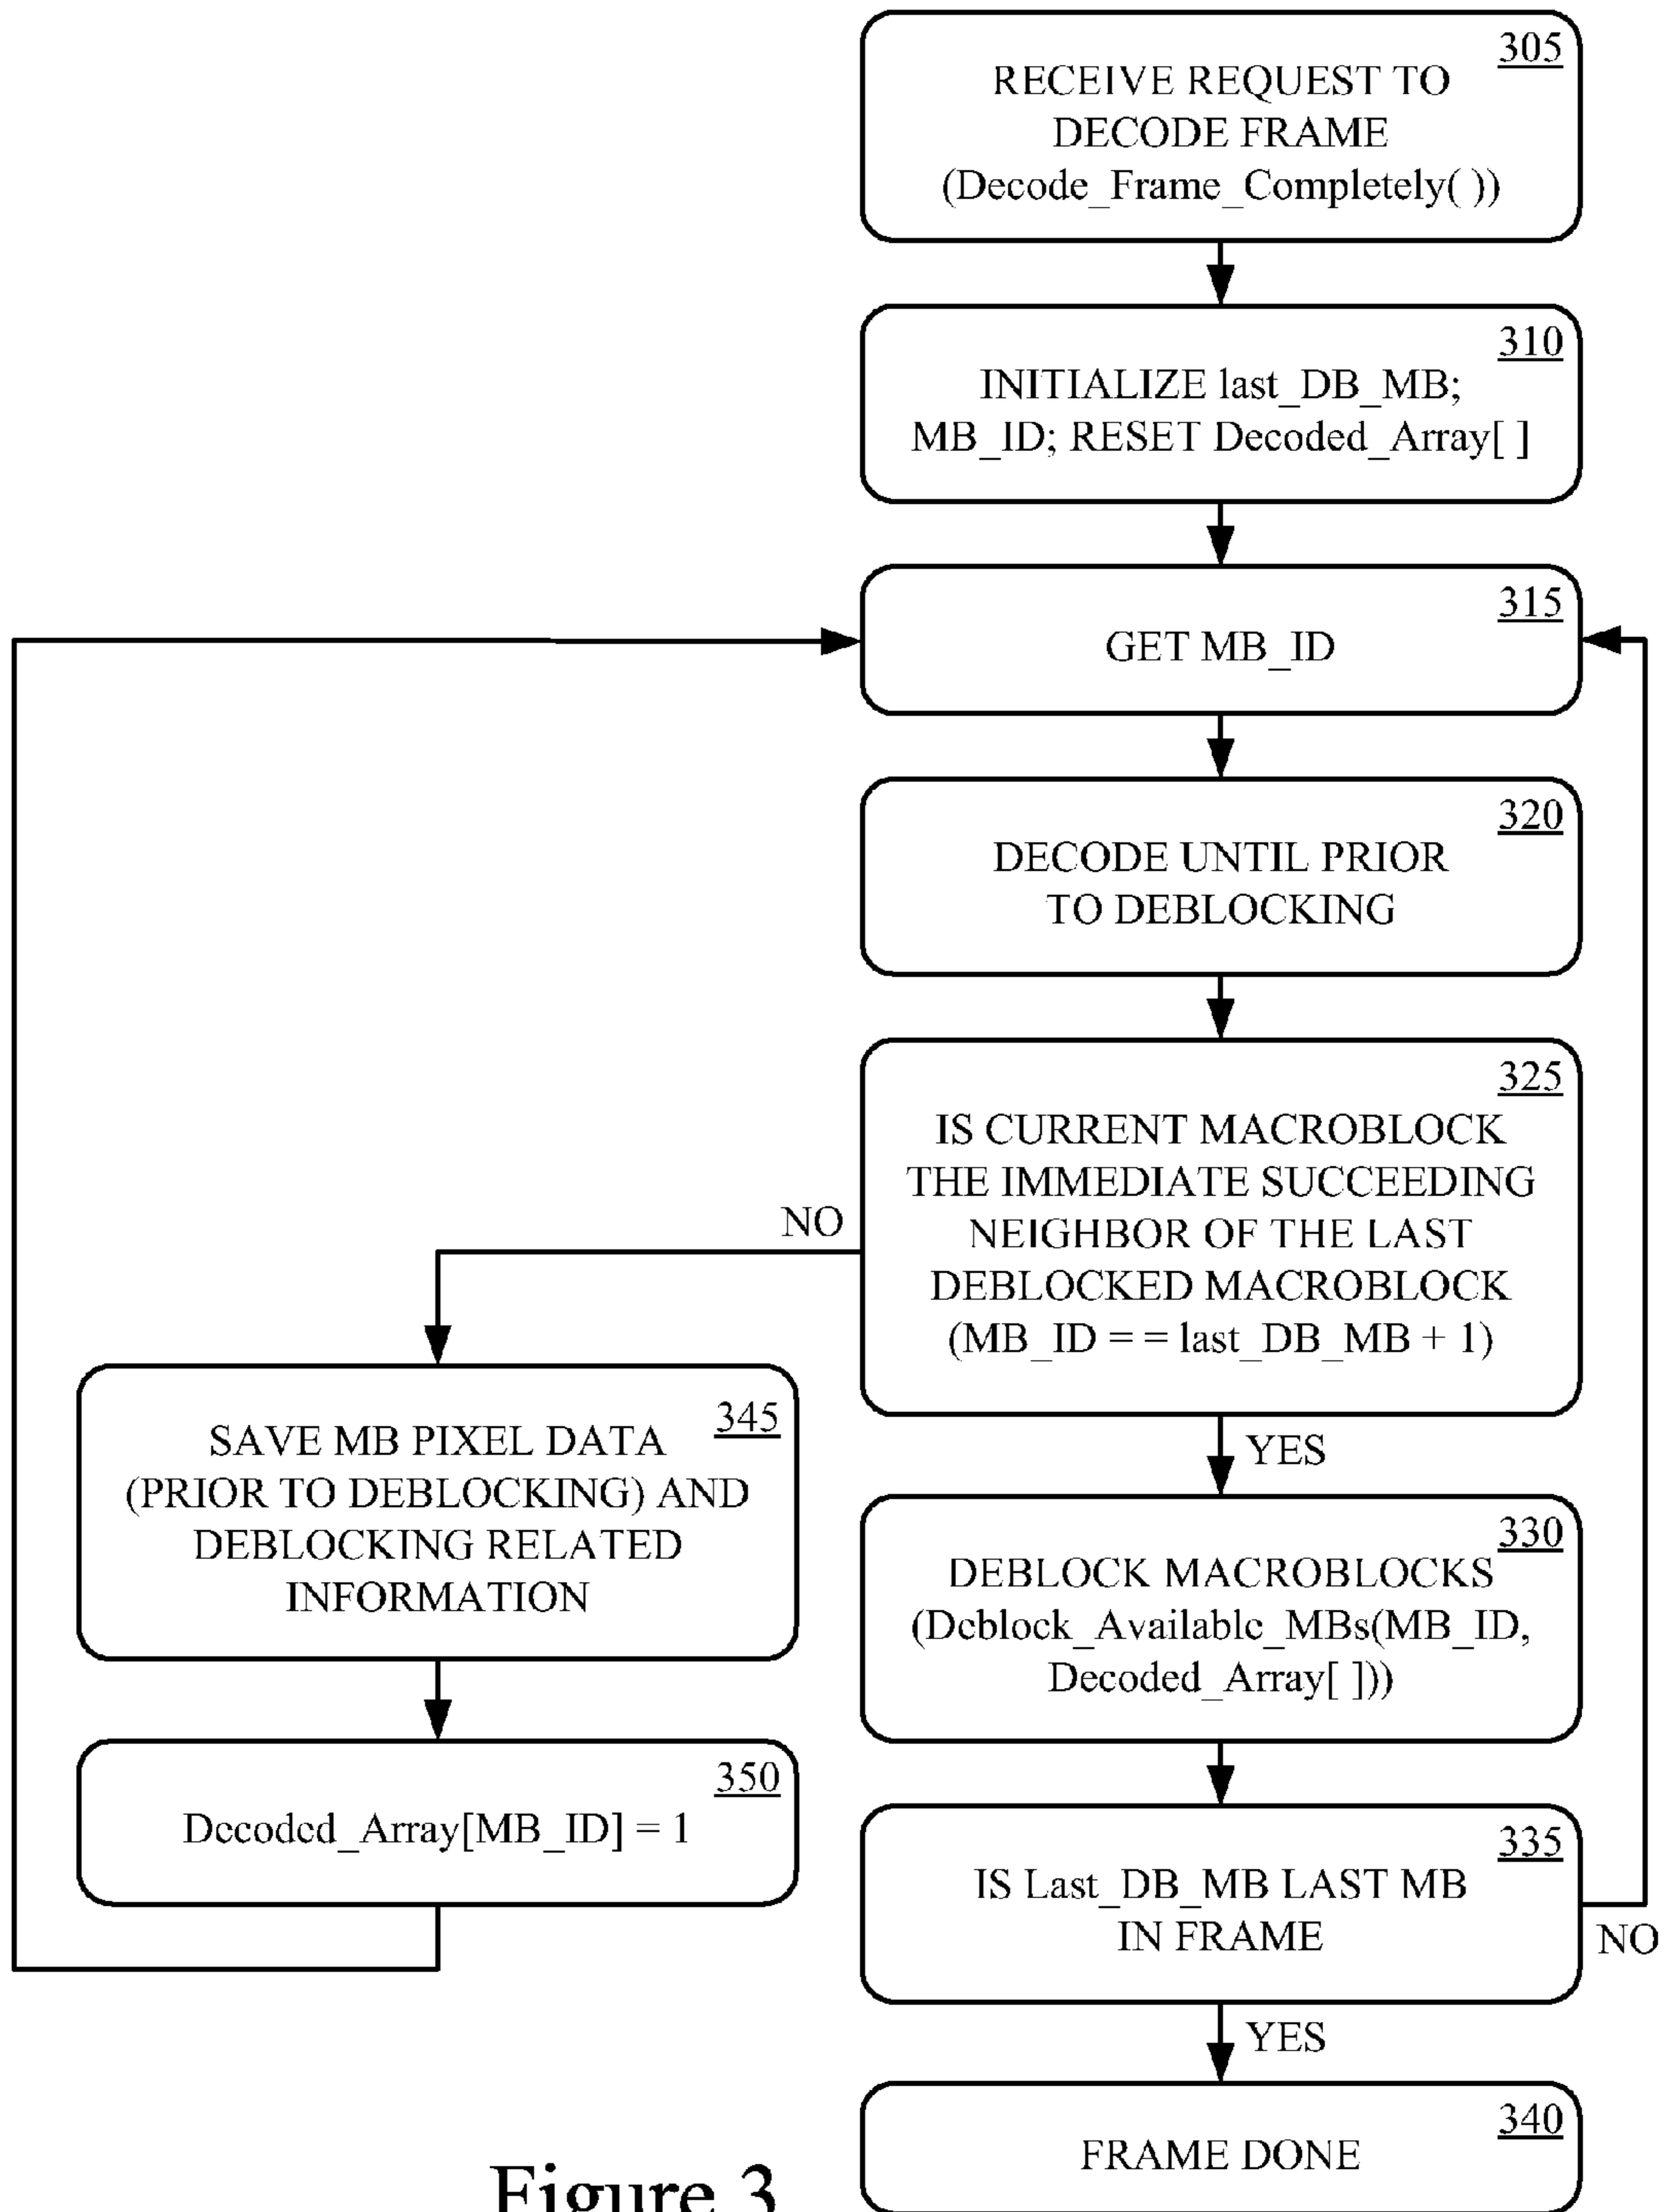 305
RECEIVE REQUEST TO
DECODE FRAME
(Decode_Frame_Completely( ))
310
INITIALIZE last_DB_MB;
MB_ID; RESET Decoded_Array[ ]
315
GET MB_ID
320
DECODE UNTIL PRIOR
TO DEBLOCKING
325
IS CURRENT MACROBLOCK
THE IMMEDIATE SUCCEEDING
NEIGHBOR OF THE LAST
DEBLOCKED MACROBLOCK
(MB_ID = = last_DB_MB + 1)
NO
YES
345
SAVE MB PIXEL DATA
(PRIOR TO DEBLOCKING) AND
DEBLOCKING RELATED
INFORMATION
350
Decoded_Array[MB_ID] = 1
330
DEBLOCK MACROBLOCKS
(Deblock_Available_MBs(MB_ID,
Decoded_Array[ ]))
335
IS Last_DB_MB LAST MB
IN FRAME
NO
YES
340
FRAME DONE
Figure 3